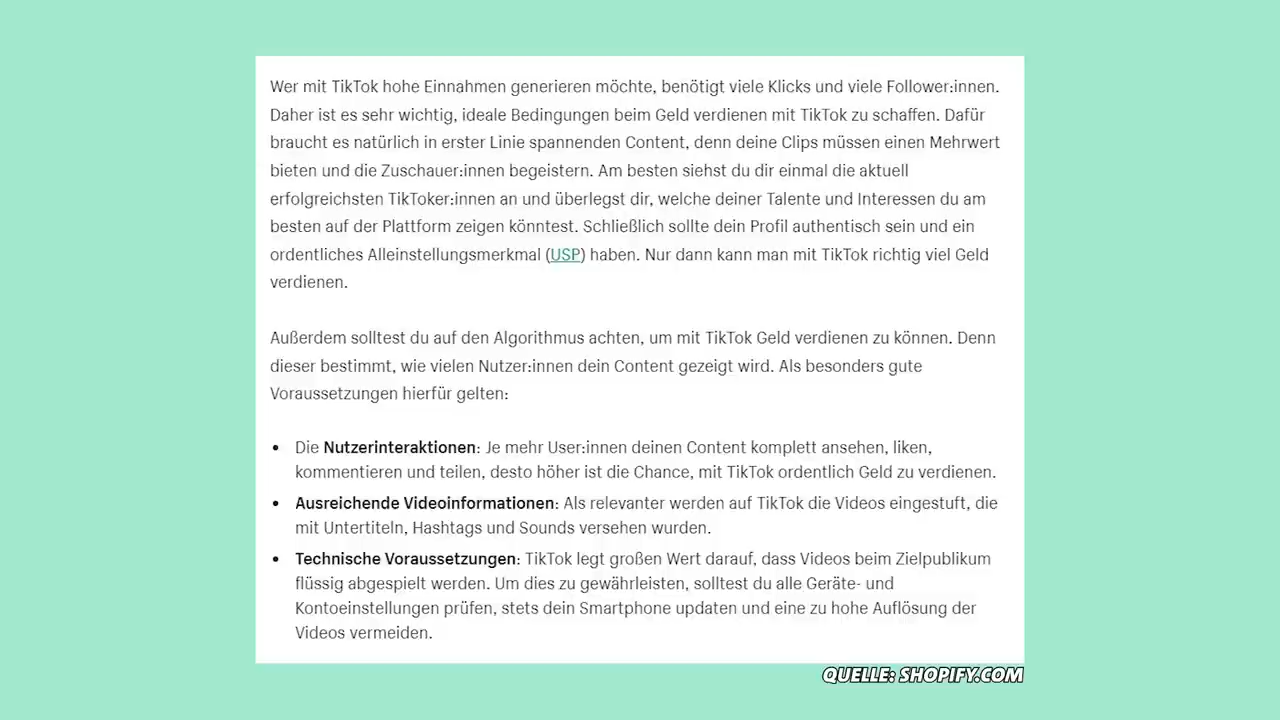 Wer mit TikTok hohe Einnahmen generieren möchte, benötigt viele Klicks und viele Follower:innen.
Daher ist es sehr wichtig, ideale Bedingungen beim Geld verdienen mit TikTok zu schaffen. Dafür
braucht es natürlich in erster Linie spannenden Content, denn deine Clips müssen einen Mehrwert
bieten und die Zuschauer:innen begeistern. Am besten siehst du dir einmal die aktuell
erfolgreichsten TikToker:innen an und überlegst dir, welche deiner Talente und Interessen du am
besten auf der Plattform zeigen könntest. Schließlich sollte dein Profil authentisch sein und ein
ordentliches Alleinstellungsmerkmal (USP) haben. Nur dann kann man mit TikTok richtig viel Geld
verdienen.
Außerdem solltest du auf den Algorithmus achten, um mit TikTok Geld verdienen zu können. Denn
dieser bestimmt, wie vielen Nutzer:innen dein Content gezeigt wird. Als besonders gute
Voraussetzungen hierfür gelten:
• Die Nutzerinteraktionen: Je mehr User:innen deinen Content komplett ansehen, liken,
kommentieren und teilen, desto höher ist die Chance, mit TikTok ordentlich Geld zu verdienen.
• Ausreichende Videoinformationen: Als relevanter werden auf TikTok die Videos eingestuft, die
mit Untertiteln, Hashtags und Sounds versehen wurden.
• Technische Voraussetzungen: TikTok legt großen Wert darauf, dass Videos beim Zielpublikum
flüssig abgespielt werden. Um dies zu gewährleisten, solltest du alle Geräte- und
Kontoeinstellungen prüfen, stets dein Smartphone updaten und eine zu hohe Auflösung der
Videos vermeiden.
QUELLE: SHOPIFY.COM